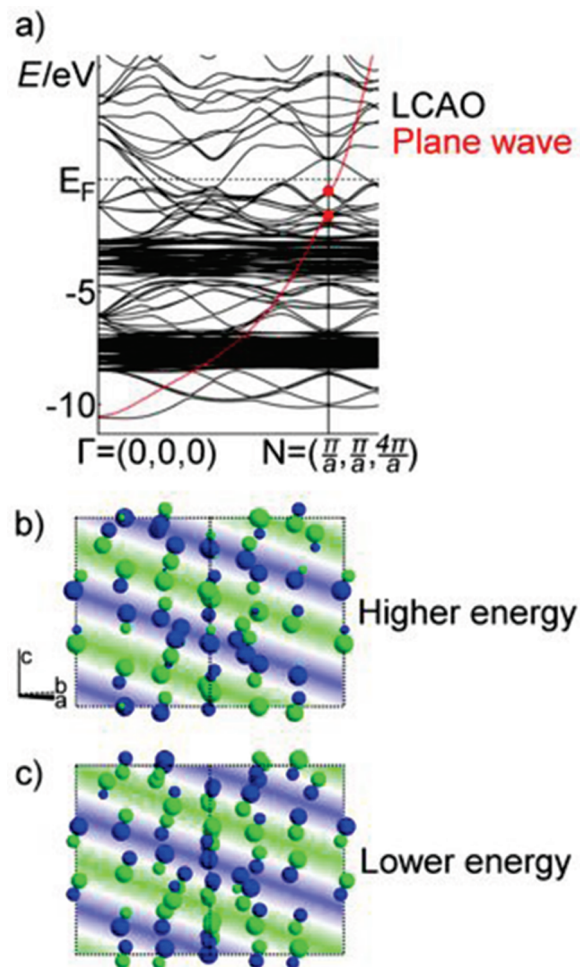 a)
E/eV
LCAO
Plane wave
E_F
-5
-10
Γ=(0,0,0) N=(π/a,π/a,4π/a)
b)
Higher energy
c
b
a
c)
Lower energy